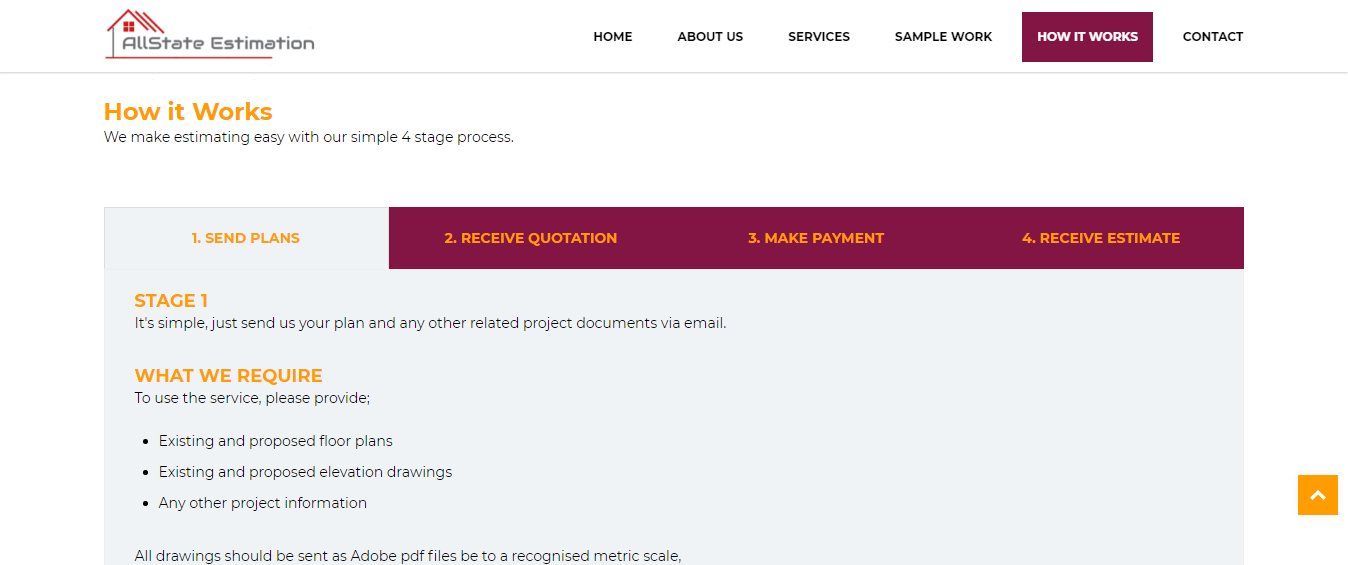 AllState Estimation
HOME ABOUT US SERVICES SAMPLE WORK HOW IT WORKS CONTACT
How it Works
We make estimating easy with our simple 4 stage process.
1. SEND PLANS 2. RECEIVE QUOTATION 3. MAKE PAYMENT 4. RECEIVE ESTIMATE
STAGE 1
It's simple, just send us your plan and any other related project documents via email.
WHAT WE REQUIRE
To use the service, please provide;
Existing and proposed floor plans
Existing and proposed elevation drawings
Any other project information
All drawings should be sent as Adobe pdf files be to a recognised metric scale,